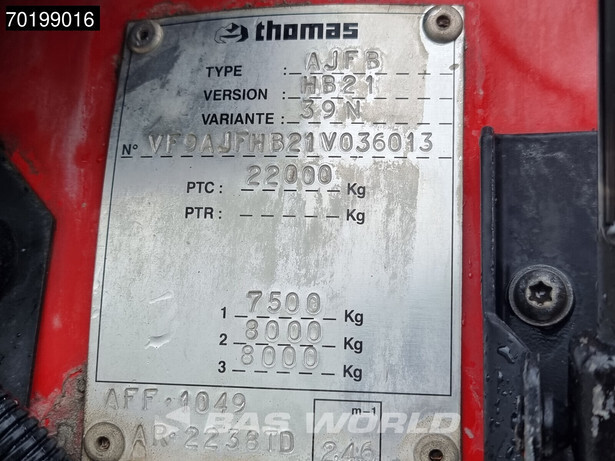 70199016
thomas
TYPE : AJFB
VERSION : HB21
VARIANTE : 39N
N° VF9AJFHB21V036013
PTC : 22000 Kg
PTR : Kg
1 7500 Kg
2 8000 Kg
3 8000 Kg
AFF.1049
AR.2238TD
m-1
246
BAS WORLD